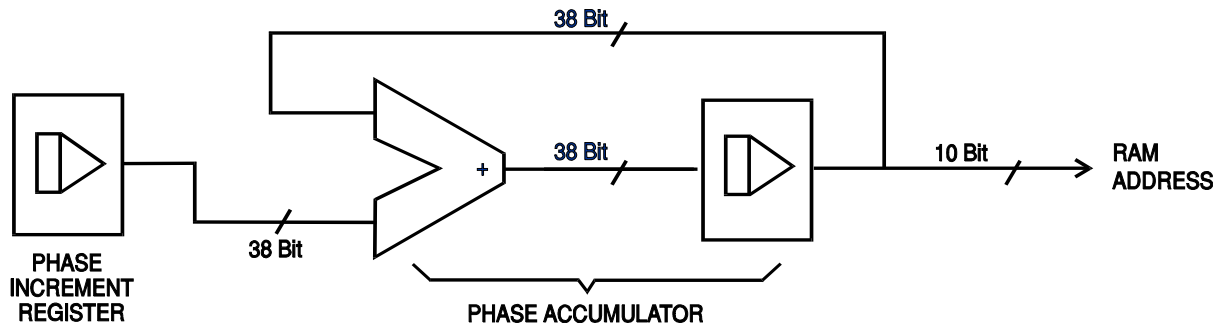 38 Bit
38 Bit
10 Bit
RAM
ADDRESS
+
38 Bit
PHASE
INCREMENT
REGISTER
PHASE ACCUMULATOR